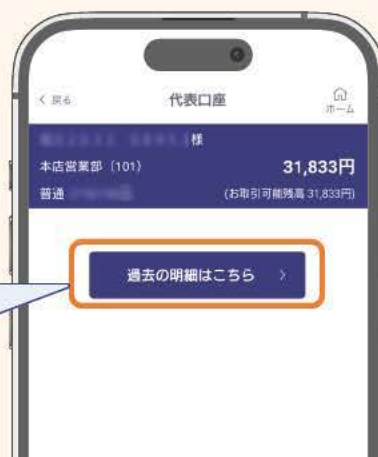 戻る
代表口座
ホーム
様
本店営業部（101）
31,833円
普通
(お取引可能残高 31,833円)
過去の明細はこちら